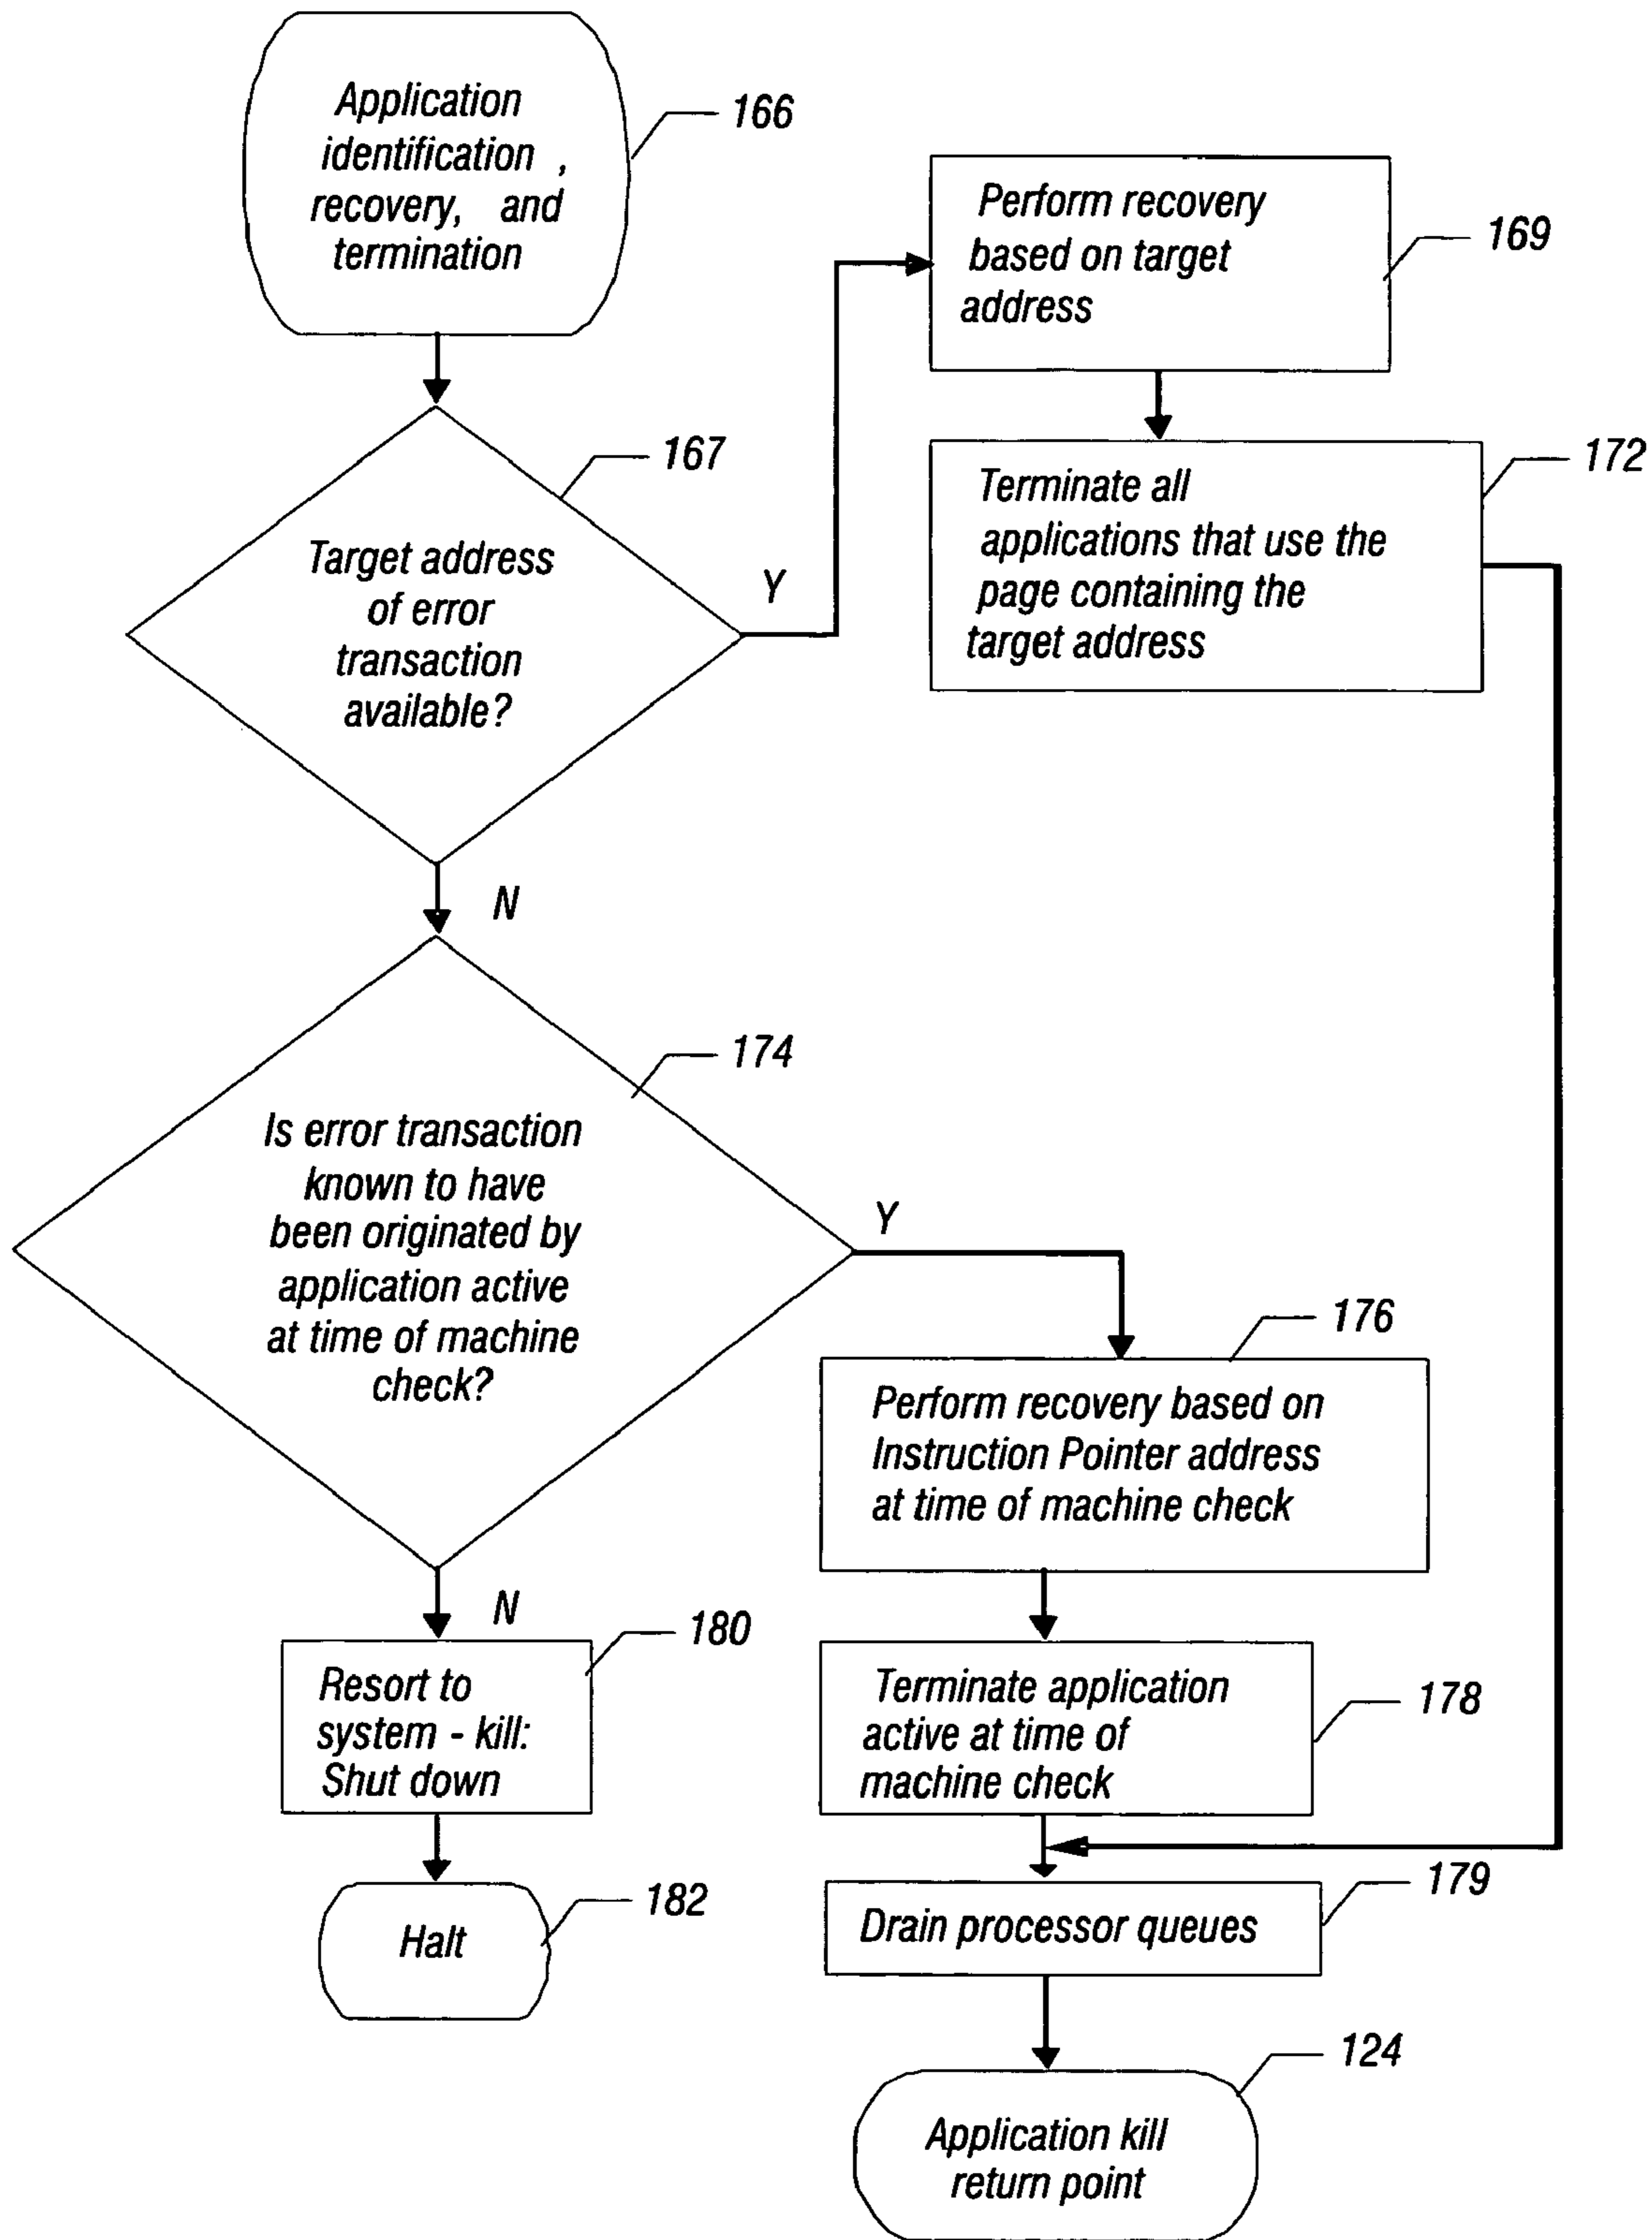 Application
identification ,
recovery, and
termination
166
Perform recovery
based on target
address
169
167
Target address
of error
transaction
available?
Y
Terminate all
applications that use the
page containing the
target address
172
N
174
Is error transaction
known to have
been originated by
application active
at time of machine
check?
Y
176
Perform recovery based on
Instruction Pointer address
at time of machine check
N
180
Resort to
system - kill:
Shut down
Terminate application
active at time of
machine check
178
182
Halt
179
Drain processor queues
124
Application kill
return point